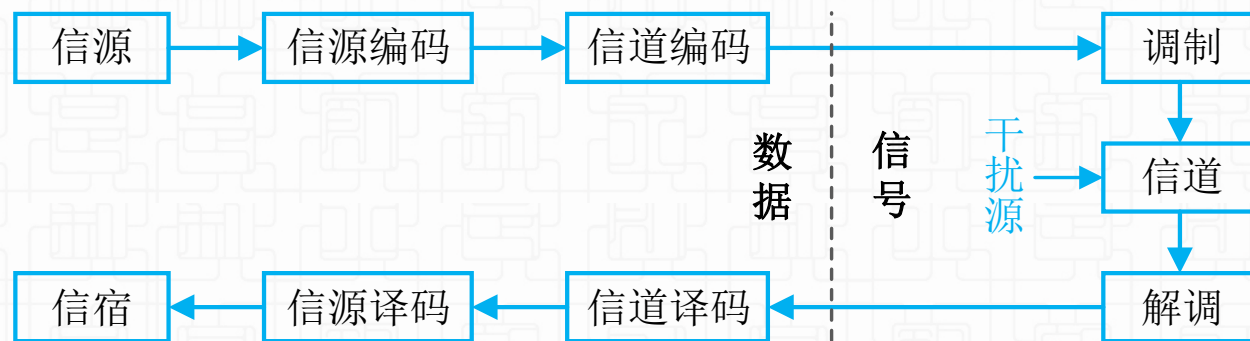 信源
信源编码
信道编码
调制
数据
信号
干扰源
信道
信宿
信源译码
信道译码
解调